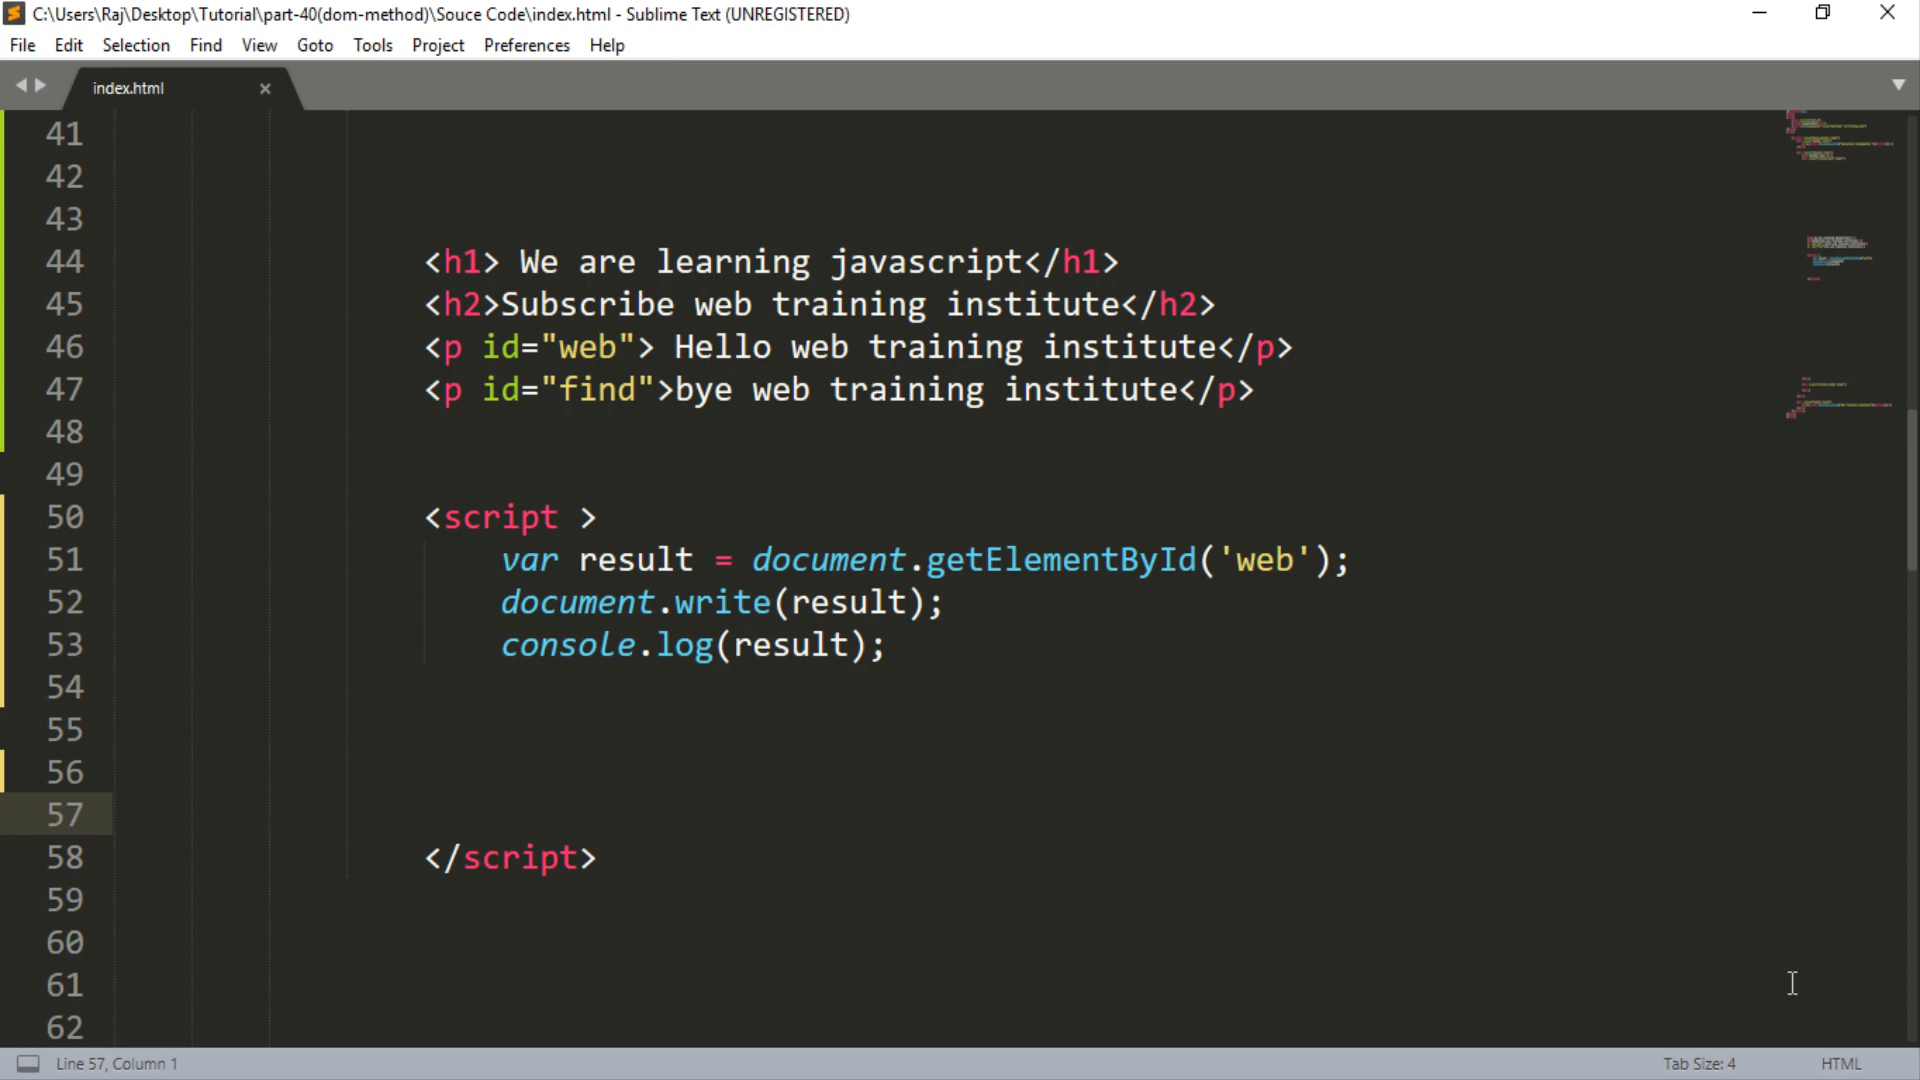 C:\Users\Raj\Desktop\Tutorial\part-40(dom-method)\Souce Code\index.html - Sublime Text (UNREGISTERED)
File Edit Selection Find View Goto Tools Project Preferences Help
index.html
41
42
43
44 <h1> We are learning javascript</h1>
45 <h2>Subscribe web training institute</h2>
46 <p id="web"> Hello web training institute</p>
47 <p id="find">bye web training institute</p>
48
49
50 <script >
51 var result = document.getElementById('web');
52 document.write(result);
53 console.log(result);
54
55
56
57
58 </script>
59
60
61
62
Line 57, Column 1 Tab Size: 4 HTML